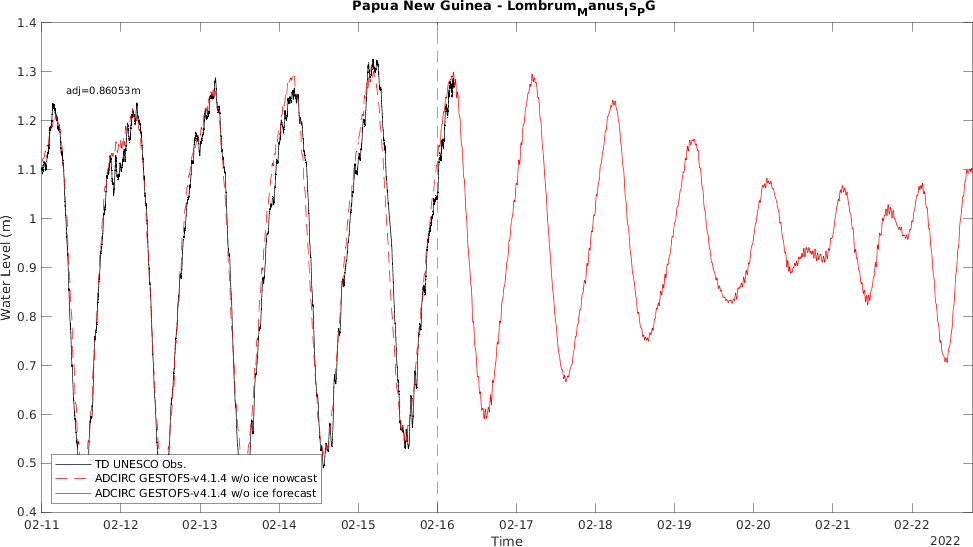 Papua New Guinea - LombrumManusIsPG
1.4
1.3
adj=0.86053m
1.2
1.1
1
0.9
0.8
0.7
0.6
0.5
0.4
Water Level (m)
TD UNESCO Obs.
ADCIRC GESTOFS-v4.1.4 w/o ice nowcast
ADCIRC GESTOFS-v4.1.4 w/o ice forecast
02-11 02-12 02-13 02-14 02-15 02-16 02-17 02-18 02-19 02-20 02-21 02-22
Time
2022